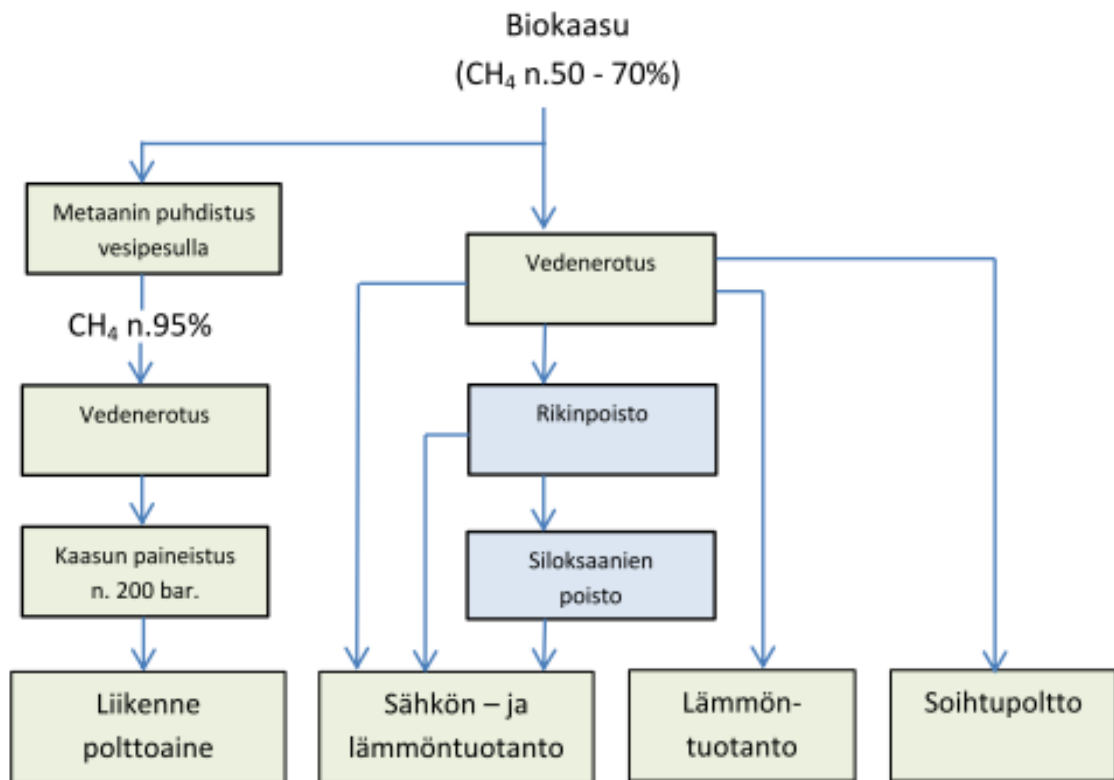 Biokaasu
(CH₄ n.50 - 70%)
Metaanin puhdistus
vesipesulla
CH₄ n.95%
Vedenerotus
Kaasun paineistus
n. 200 bar.
Liikenne
polttoaine
Vedenerotus
Rikinpoisto
Siloksaanien
poisto
Sähkön – ja
lämmöntuotanto
Lämmön-
tuotanto
Soihtupoltto